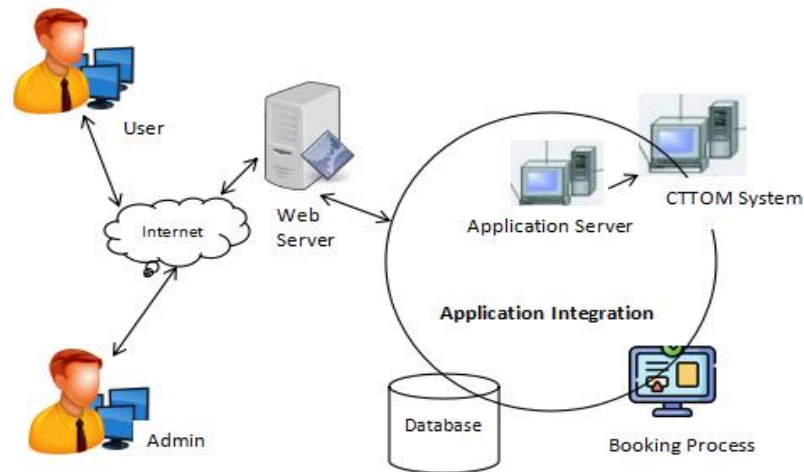 User
Internet
Web
Server
Application Server
CTTOM System
Application Integration
Database
Admin
Booking Process